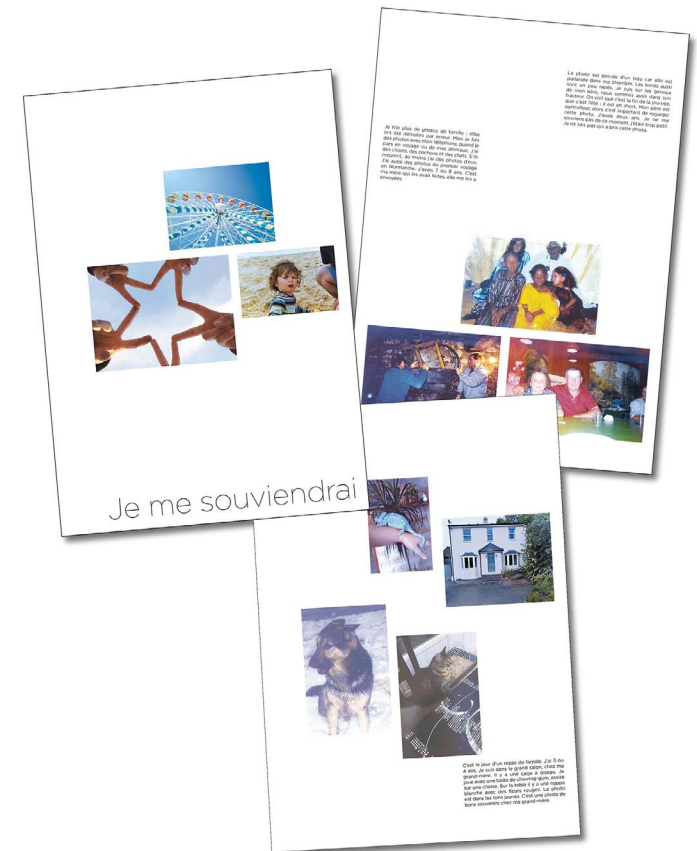 Je me souviendrai
La photo est percée d'un trou car elle est
punaisée dans ma chambre. Les bords aussi
sont un peu rapés. Je suis sur les genoux
de mon père, nous sommes assis dans son
tracteur. On voit que c'est la fin de la journée,
que c'est l'été : il est en short. Mon père est
agriculteur, alors c'est important de regarder
cette photo. J'avais deux ans. Je ne me
souviens pas de ce moment, j'étais trop petit.
Je ne sais pas qui a pris cette photo.
Je n'ai plus de photos de famille : elles
ont été détruites par erreur. Mais je fais
des photos avec mon téléphone, quand je
pars en voyage ou de mes animaux. J'ai
des chiens, des cochons et des chats. S'ils
meurent, au moins j'ai des photos d'eux.
J'ai aussi des photos du premier voyage
en Normandie. J'avais 7 ou 8 ans. C'est
ma mère qui les avait faites, elle me les a
envoyées.
C'est le jour d'un repas de famille. J'ai 3 ou
4 ans. Je suis dans le grand salon, chez ma
grand-mère. Il y a une cage à oiseau. Je
joue avec une boîte de chewing-gum, assise
sur une chaise. Sur la table il y a une nappe
blanche avec des fleurs rouges. La photo
est dans les tons jaunes. C'est une photo de
bons souvenirs chez ma grand-mère.